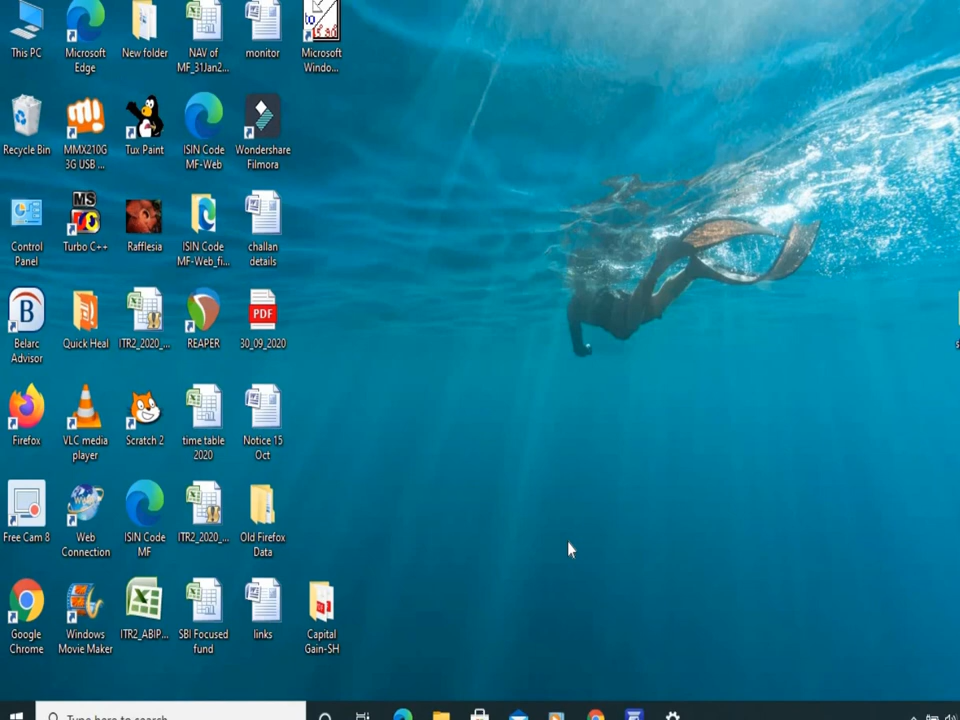 This PC
Microsoft
Edge
New folder
NAV of
MF_31Jan2...
monitor
Microsoft
Windo...
Recycle Bin
MMX210G
3G USB ...
Tux Paint
ISIN Code
MF-Web
Wondershare
Filmora
Control
Panel
MS
Turbo C++
Rafflesia
ISIN Code
MF-Web_fi...
challan
details
B
Belarc
Advisor
Quick Heal
ITR2_2020_...
REAPER
PDF
30_09_2020
Firefox
VLC media
player
Scratch 2
time table
2020
Notice 15
Oct
Free Cam 8
Web
Connection
ISIN Code
MF
ITR2_2020_...
Old Firefox
Data
Google
Chrome
Windows
Movie Maker
ITR2_ABIP...
SBI Focused
fund
links
Capital
Gain-SH
Type here to search